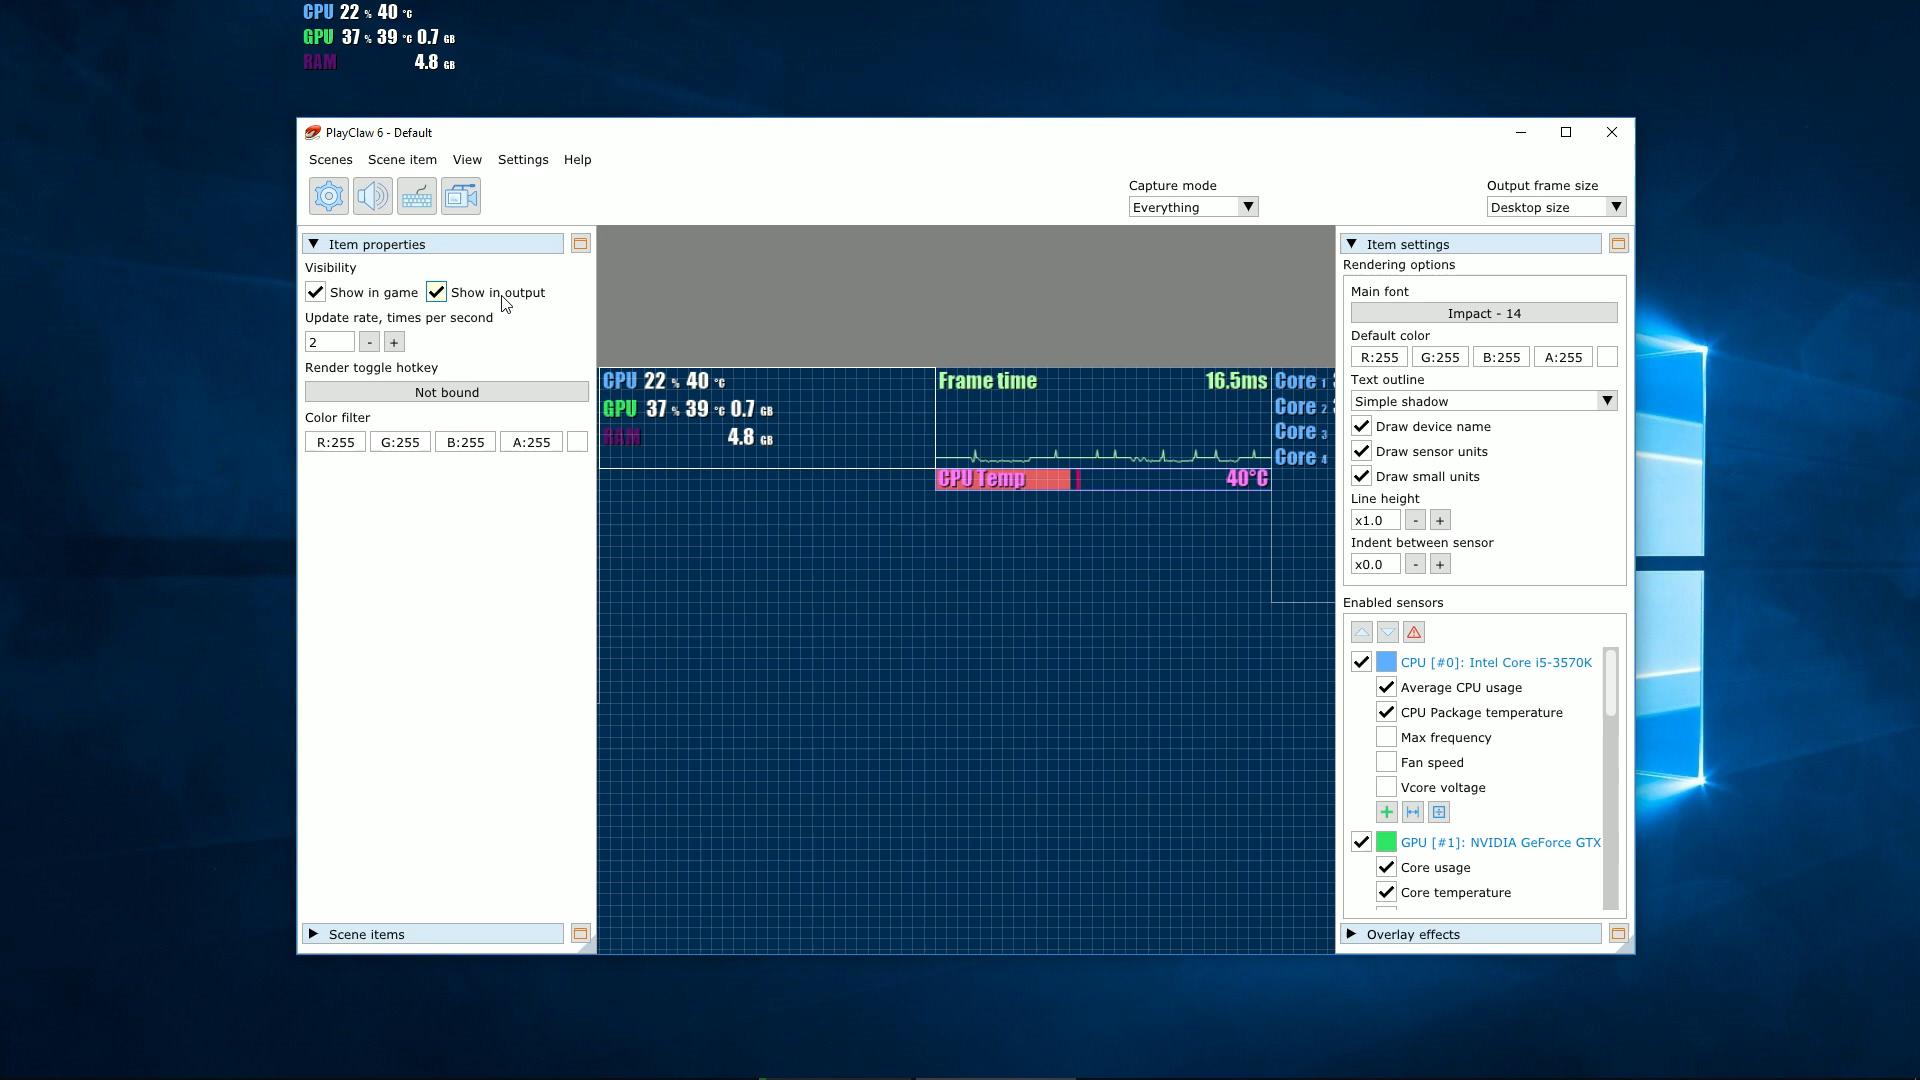 CPU 22 % 40 °C
GPU 37 % 39 °C 0.7 GB
RAM 4.8 GB
PlayClaw 6 - Default
Scenes Scene item View Settings Help
Capture mode
Everything
Output frame size
Desktop size
Item properties
Visibility
Show in game Show in output
Update rate, times per second
2 - +
Render toggle hotkey
Not bound
Color filter
R:255 G:255 B:255 A:255
Scene items
CPU 22 % 40 °C
GPU 37 % 39 °C 0.7 GB
RAM 4.8 GB
Frame time 16.5ms
CPU Temp 40°C
Core 1
Core 2
Core 3
Core 4
Item settings
Rendering options
Main font
Impact - 14
Default color
R:255 G:255 B:255 A:255
Text outline
Simple shadow
Draw device name
Draw sensor units
Draw small units
Line height
x1.0 - +
Indent between sensor
x0.0 - +
Enabled sensors
CPU [#0]: Intel Core i5-3570K
Average CPU usage
CPU Package temperature
Max frequency
Fan speed
Vcore voltage
GPU [#1]: NVIDIA GeForce GTX
Core usage
Core temperature
Overlay effects